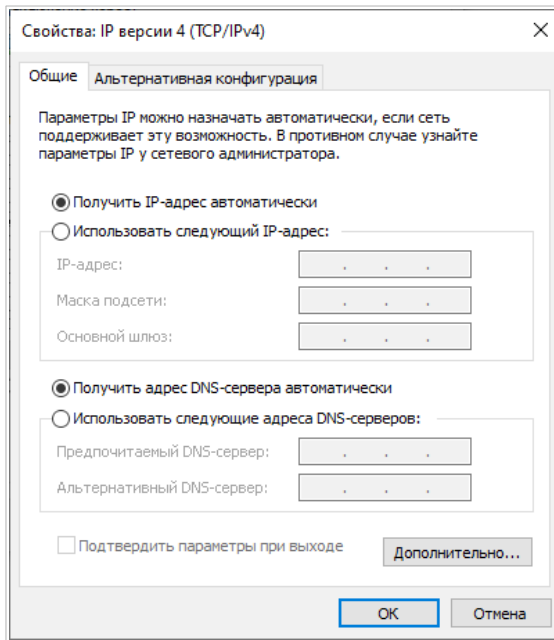 Свойства: IP версии 4 (TCP/IPv4)
Общие
Альтернативная конфигурация
Параметры IP можно назначать автоматически, если сеть
поддерживает эту возможность. В противном случае узнайте
параметры IP у сетевого администратора.
Получить IP-адрес автоматически
Использовать следующий IP-адрес:
IP-адрес:
Маска подсети:
Основной шлюз:
Получить адрес DNS-сервера автоматически
Использовать следующие адреса DNS-серверов:
Предпочитаемый DNS-сервер:
Альтернативный DNS-сервер:
Подтвердить параметры при выходе
Дополнительно...
ОК
Отмена